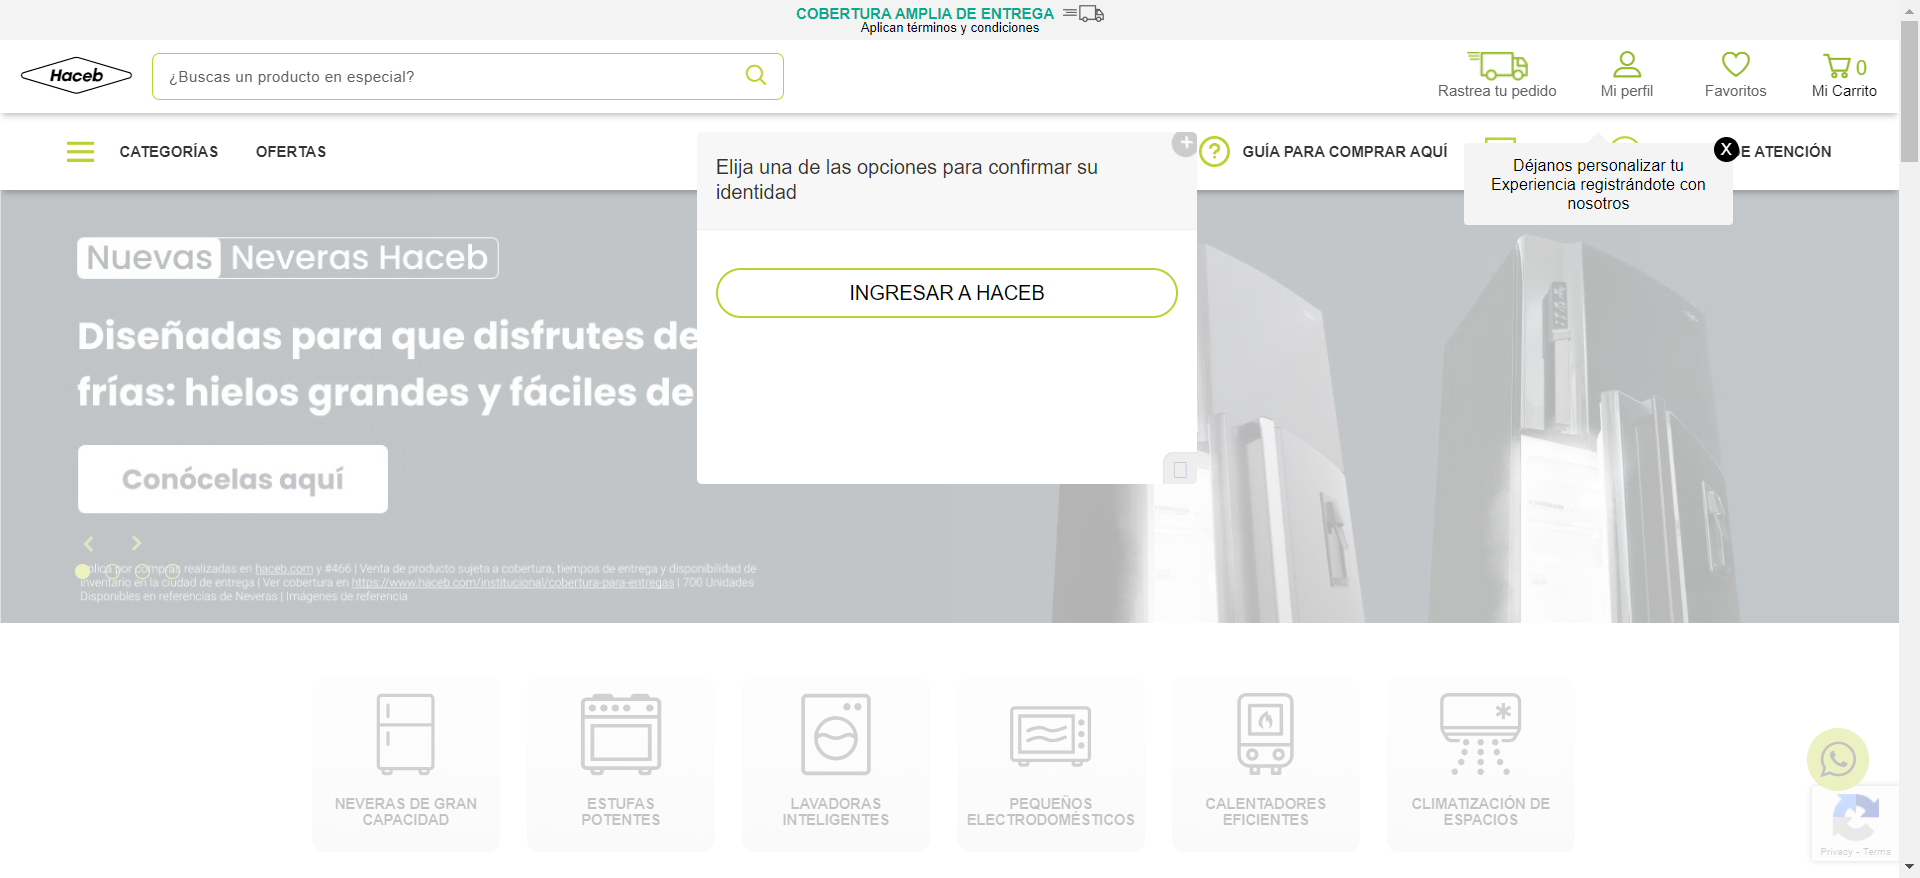 COBERTURA AMPLIA DE ENTREGA
Aplican términos y condiciones
Haceb
¿Buscas un producto en especial?
Rastrea tu pedido
Mi perfil
Favoritos
0
Mi Carrito
CATEGORÍAS
OFERTAS
GUÍA PARA COMPRAR AQUÍ
E ATENCIÓN
X
Déjanos personalizar tu
Experiencia registrándote con
nosotros
Elija una de las opciones para confirmar su
identidad
INGRESAR A HACEB
Nuevas Neveras Haceb
Diseñadas para que disfrutes de
frías: hielos grandes y fáciles de
Conócelas aquí
Aplica por compras realizadas en haceb.com y #466 | Venta de producto sujeta a cobertura, tiempos de entrega y disponibilidad de
inventario en la ciudad de entrega | Ver cobertura en https://www.haceb.com/institucional/cobertura-para-entregas | 700 Unidades
Disponibles en referencias de Neveras | Imágenes de referencia
NEVERAS DE GRAN
CAPACIDAD
ESTUFAS
POTENTES
LAVADORAS
INTELIGENTES
PEQUEÑOS
ELECTRODOMÉSTICOS
CALENTADORES
EFICIENTES
CLIMATIZACIÓN DE
ESPACIOS
Privacy - Terms